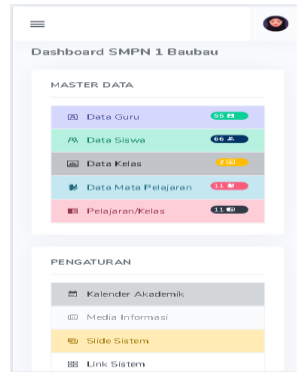 Dashboard SMPN 1 Baubau
MASTER DATA
Data Guru 55
Data Siswa 66
Data Kelas
Data Mata Pelajaran 11
Pelajaran/Kelas 11
PENGATURAN
Kalender Akademik
Media Informasi
Slide Sistem
Link Sistem